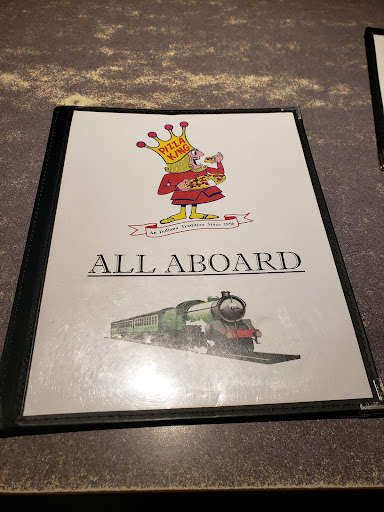 PIZZA
KING
An Indiana Tradition Since 1956
ALL ABOARD